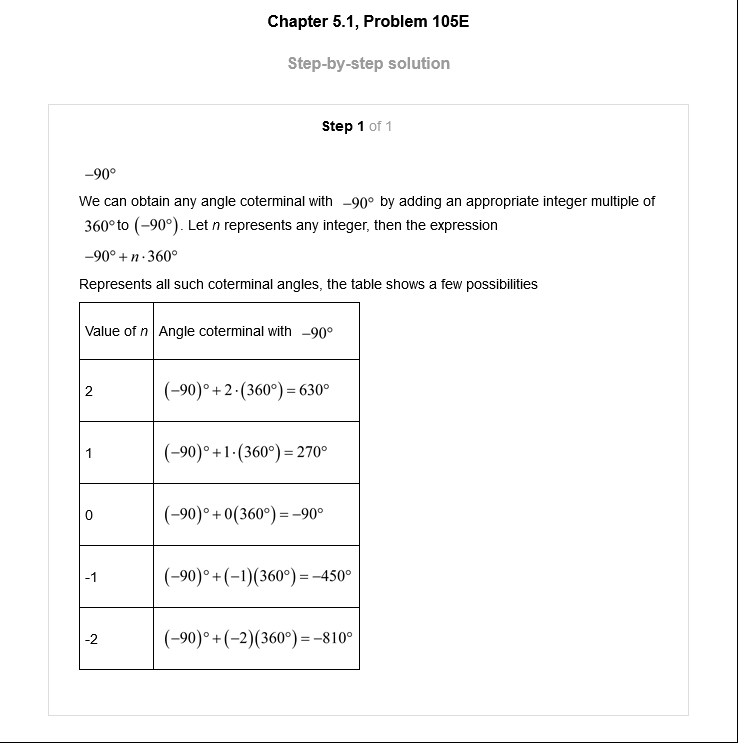 Chapter 5.1, Problem 105E
Step-by-step solution
Step 1 of 1
−90°
We can obtain any angle coterminal with −90° by adding an appropriate integer multiple of
360° to (−90°). Let n represents any integer, then the expression
−90° + n · 360°
Represents all such coterminal angles, the table shows a few possibilities
Value of n Angle coterminal with −90°
2 (−90)° + 2 · (360°) = 630°
1 (−90)° + 1 · (360°) = 270°
0 (−90)° + 0(360°) = −90°
-1 (−90)° + (−1)(360°) = −450°
-2 (−90)° + (−2)(360°) = −810°